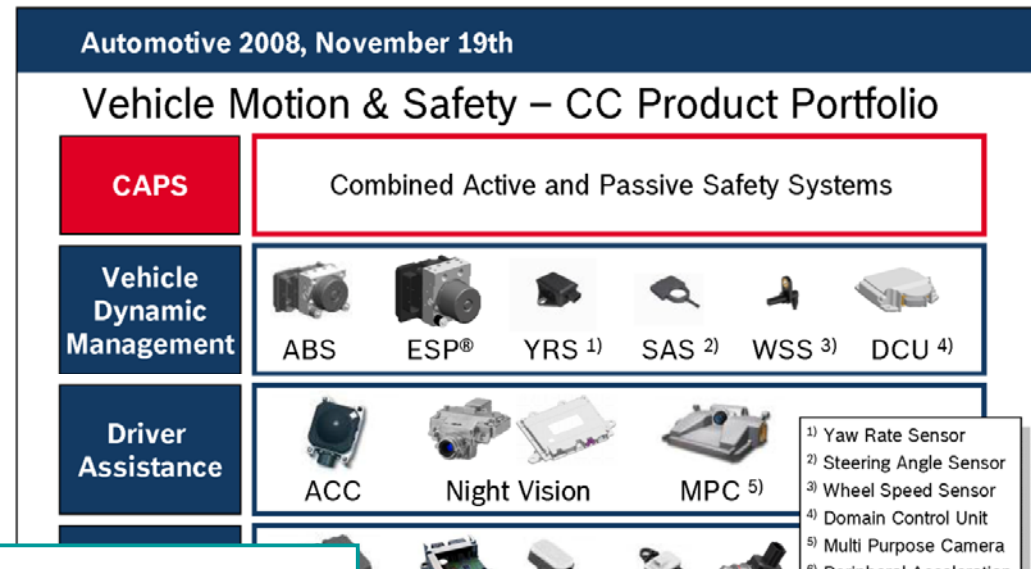 Automotive 2008, November 19th
Vehicle Motion & Safety – CC Product Portfolio
CAPS
Combined Active and Passive Safety Systems
Vehicle
Dynamic
Management
ABS ESP® YRS 1) SAS 2) WSS 3) DCU 4)
Driver
Assistance
ACC Night Vision MPC 5)
1) Yaw Rate Sensor
2) Steering Angle Sensor
3) Wheel Speed Sensor
4) Domain Control Unit
5) Multi Purpose Camera
6) Peripheral Acceleration